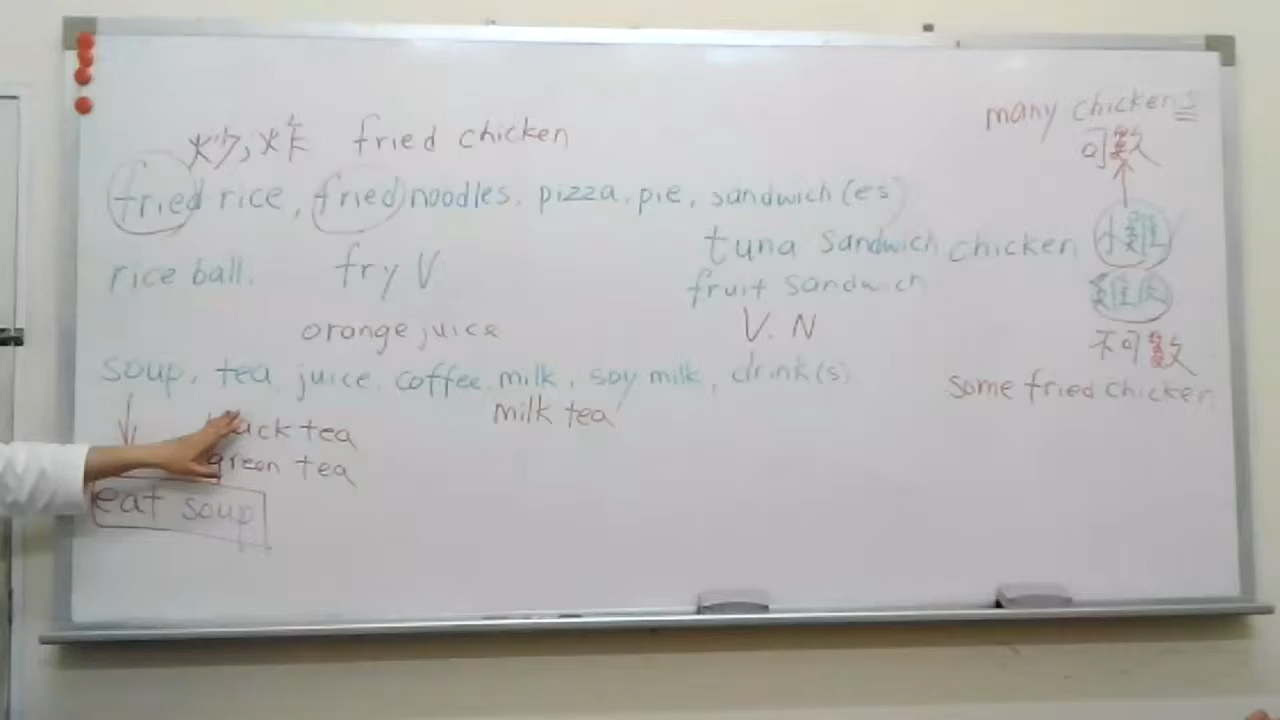 many chickens
可數
炒,炸 fried chicken
fried rice, fried noodles, pizza, pie, sandwich(es)
小雞
tuna sandwich chicken
rice ball. fry V
fruit sandwich
雞肉
orange juice
V. N
不可數
soup, tea, juice, coffee, milk, soy milk, drink(s)
some fried chicken
milk tea
tea
green tea
eat soup